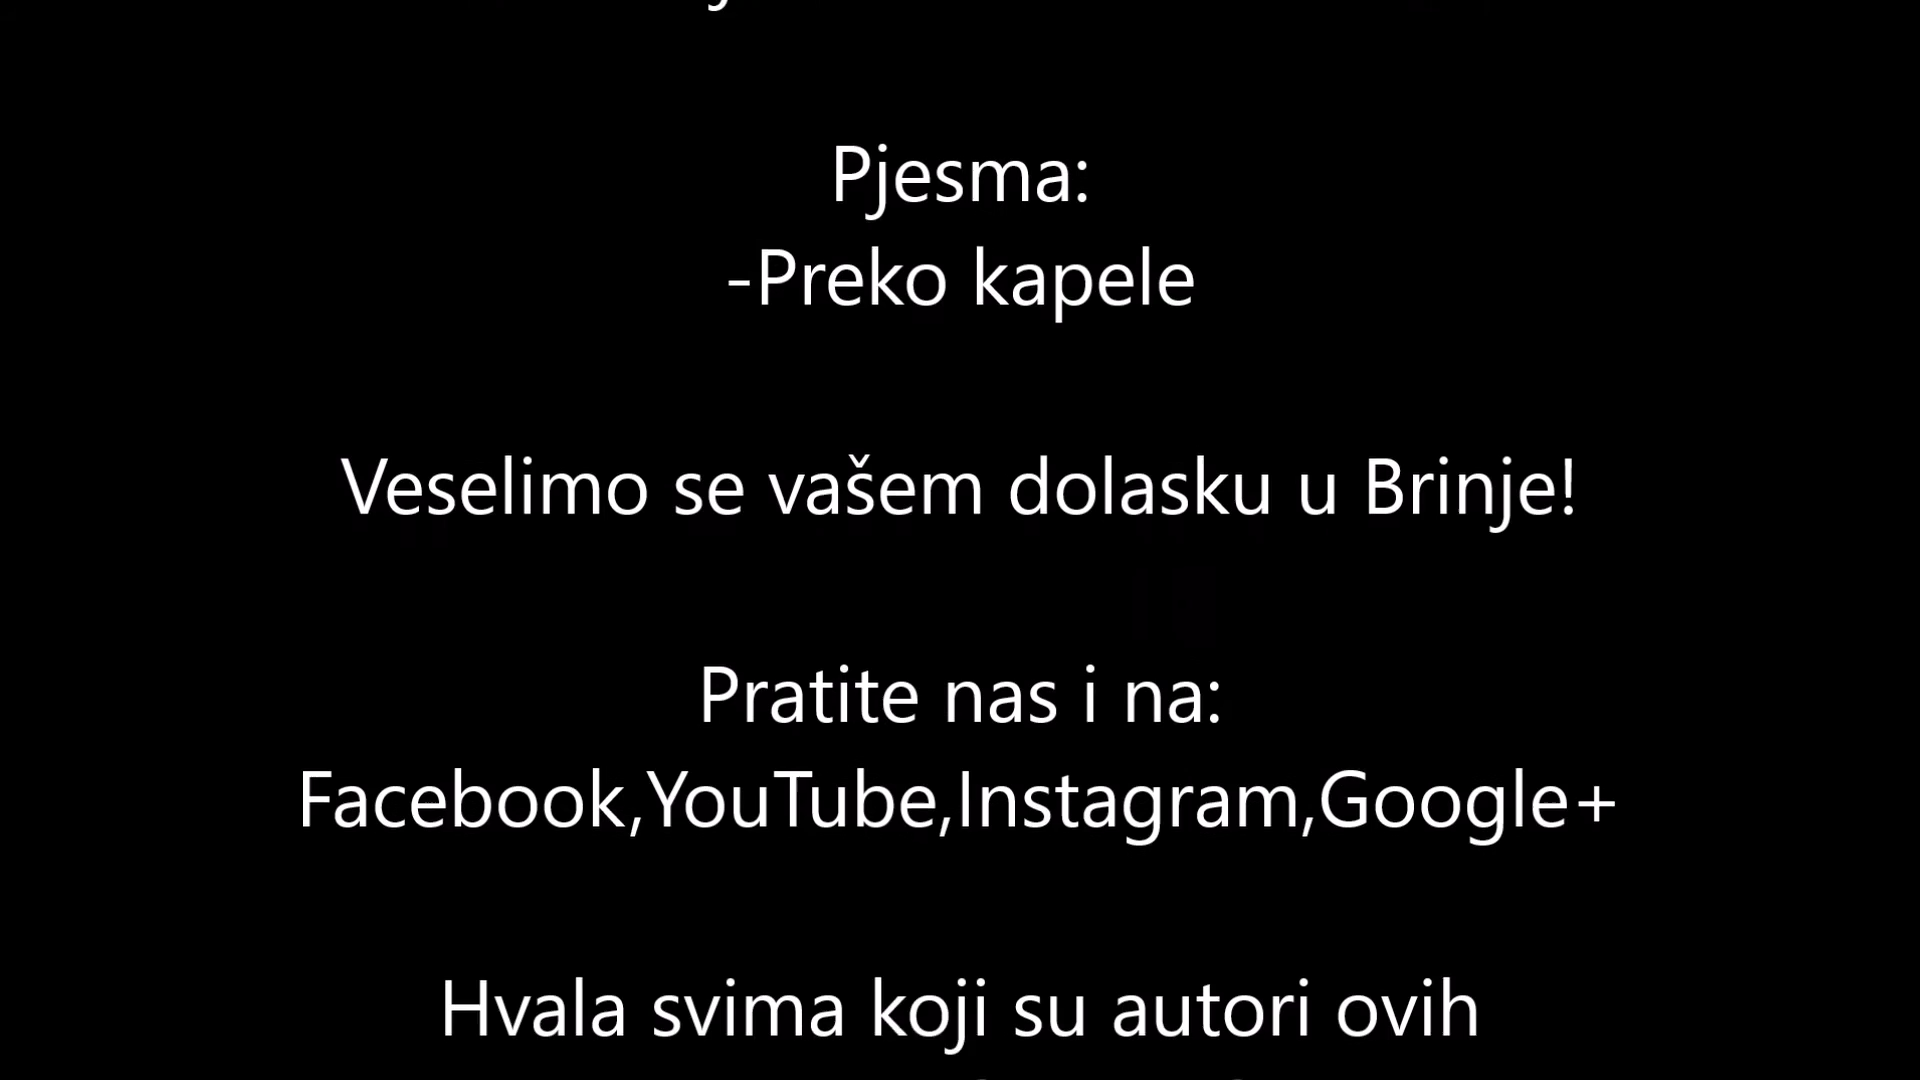 Pjesma:
-Preko kapele
Veselimo se vašem dolasku u Brinje!
Pratite nas i na:
Facebook,YouTube,Instagram,Google+
Hvala svima koji su autori ovih